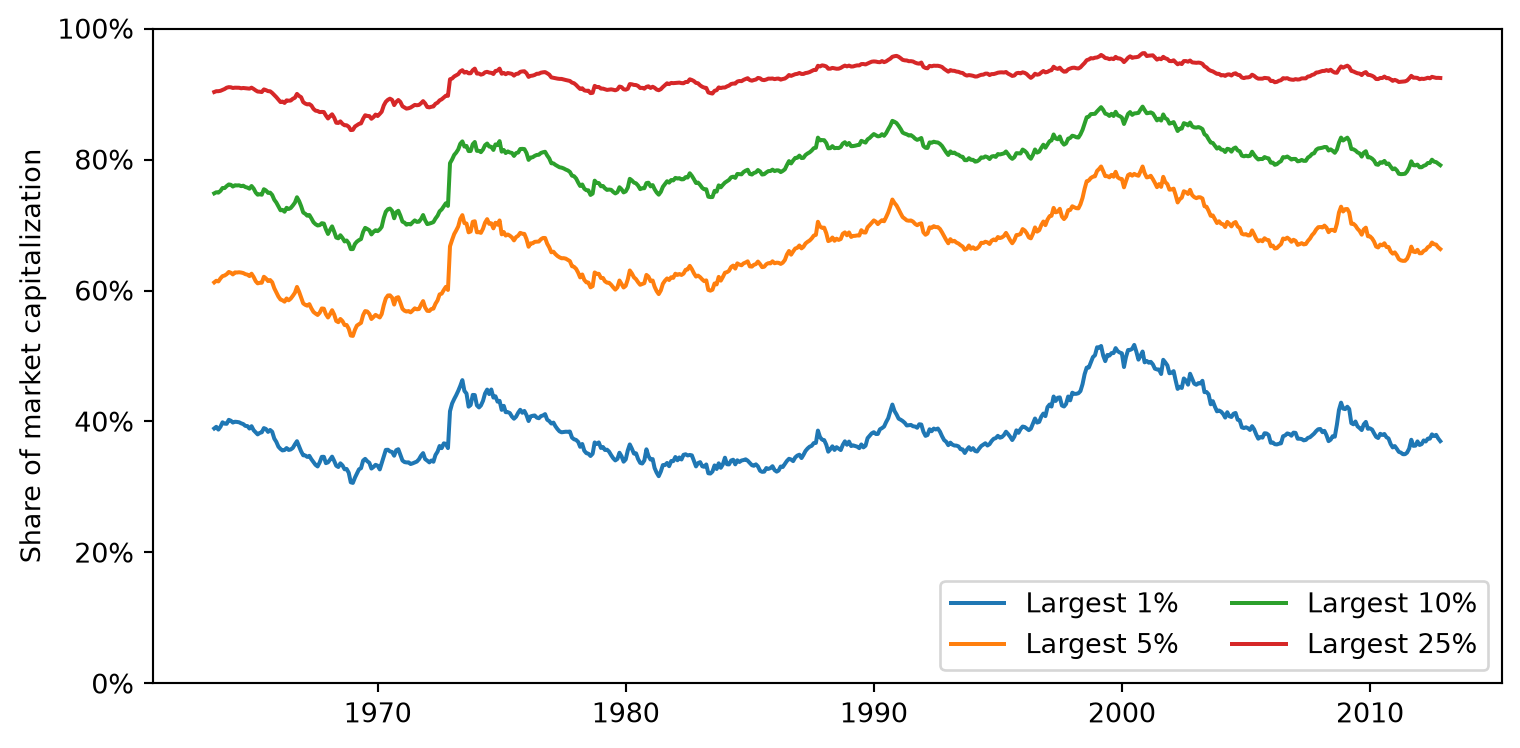 100%
80%
60%
40%
20%
0%
Share of market capitalization
1970
1980
1990
2000
2010
Largest 1%
Largest 5%
Largest 10%
Largest 25%